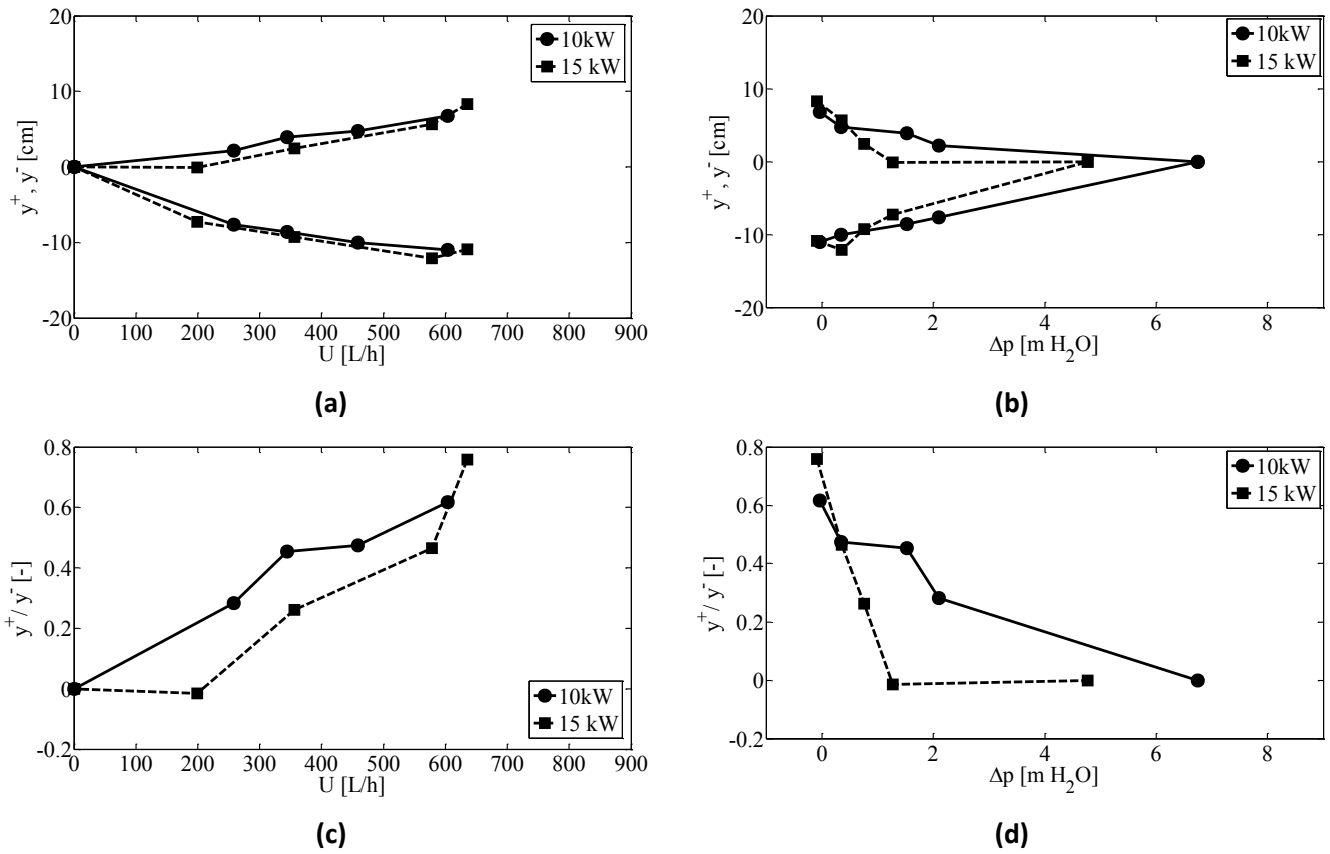 20
10
0
-10
-20
y⁺, y⁻ [cm]
10kW
15 kW
0 100 200 300 400 500 600 700 800 900
U [L/h]
(a)
20
10
0
-10
-20
y⁺, y⁻ [cm]
10kW
15 kW
0 2 4 6 8
Δp [m H₂O]
(b)
0.8
0.6
0.4
0.2
0
-0.2
y⁺/ y⁻ [-]
10kW
15 kW
0 100 200 300 400 500 600 700 800 900
U [L/h]
(c)
0.8
0.6
0.4
0.2
0
-0.2
y⁺/ y⁻ [-]
10kW
15 kW
0 2 4 6 8
Δp [m H₂O]
(d)